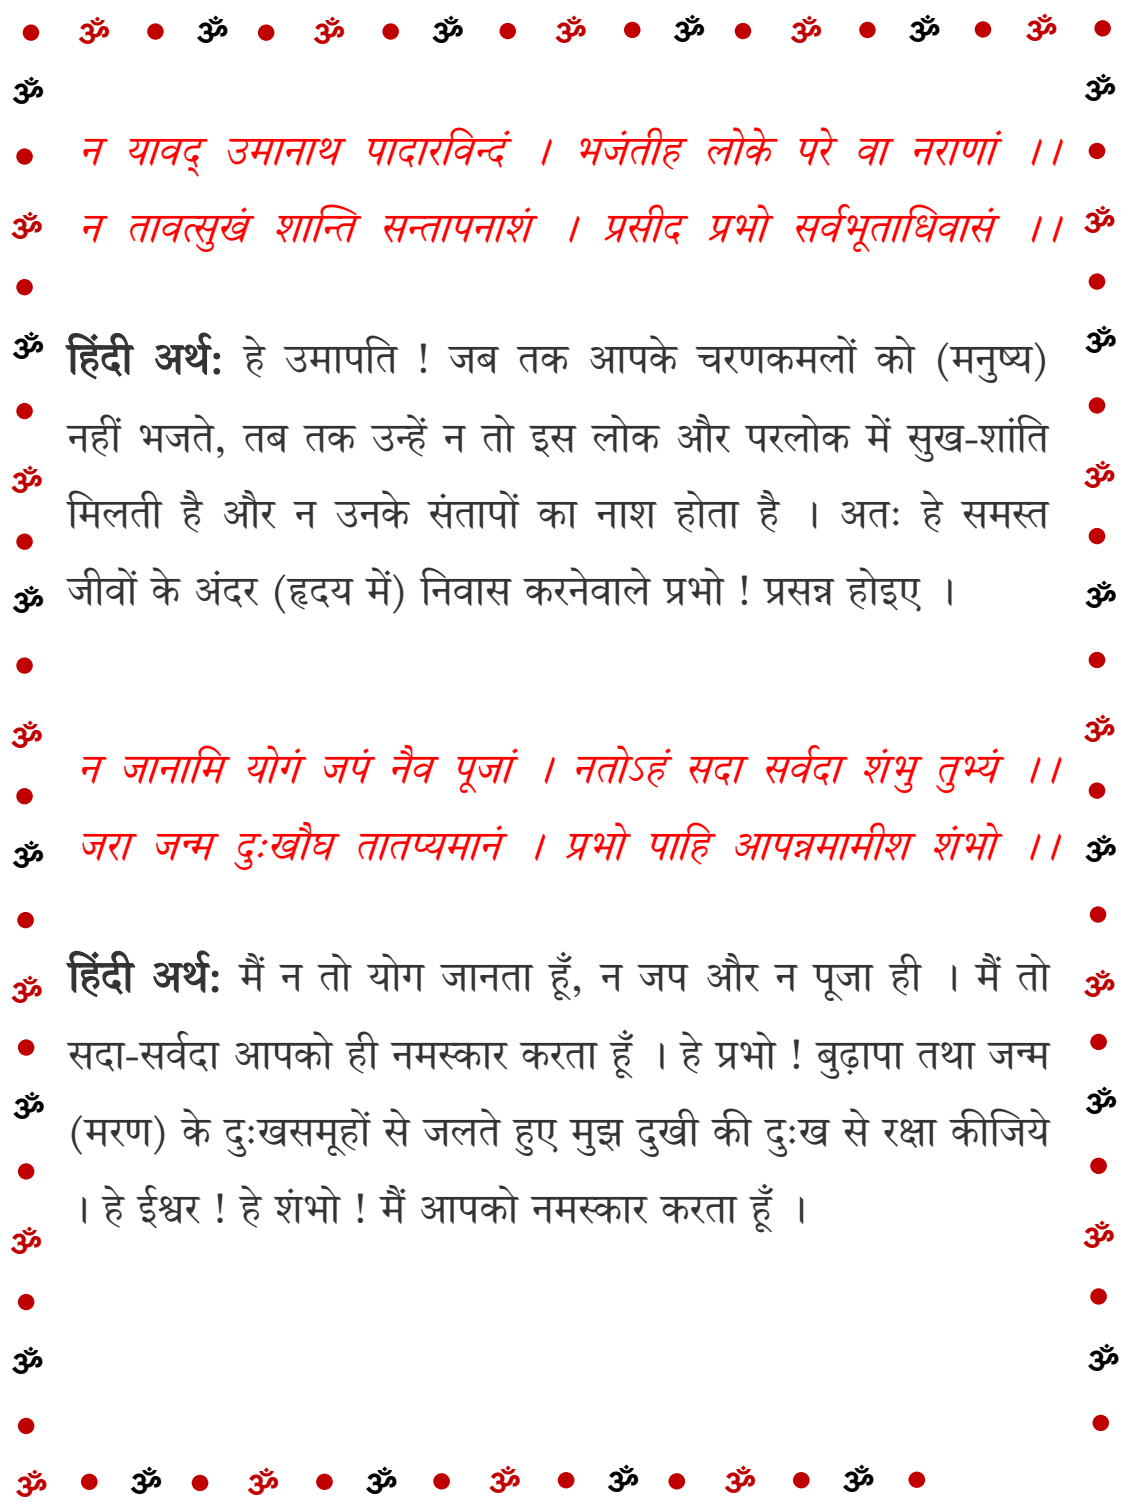 ॐ ॐ ॐ ॐ ॐ ॐ ॐ ॐ ॐ
ॐ ॐ
न यावद् उमानाथ पादारविन्दं । भजंतीह लोके परे वा नराणां ।।
ॐ न तावत्सुखं शान्ति सन्तापनाशं । प्रसीद प्रभो सर्वभूताधिवासं ।। ॐ
ॐ हिंदी अर्थ: हे उमापति ! जब तक आपके चरणकमलों को (मनुष्य) ॐ
नहीं भजते, तब तक उन्हें न तो इस लोक और परलोक में सुख-शांति
ॐ ॐ
मिलती है और न उनके संतापों का नाश होता है । अतः हे समस्त
ॐ जीवों के अंदर (हृदय में) निवास करनेवाले प्रभो ! प्रसन्न होइए । ॐ
ॐ ॐ
न जानामि योगं जपं नैव पूजां । नतोऽहं सदा सर्वदा शंभु तुभ्यं ।।
ॐ जरा जन्म दुःखौघ तातप्यमानं । प्रभो पाहि आपन्नमामीश शंभो ।। ॐ
ॐ हिंदी अर्थ: मैं न तो योग जानता हूँ, न जप और न पूजा ही । मैं तो ॐ
सदा-सर्वदा आपको ही नमस्कार करता हूँ । हे प्रभो ! बुढ़ापा तथा जन्म
ॐ ॐ
(मरण) के दुःखसमूहों से जलते हुए मुझ दुखी की दुःख से रक्षा कीजिये
। हे ईश्वर ! हे शंभो ! मैं आपको नमस्कार करता हूँ ।
ॐ ॐ
ॐ ॐ
ॐ ॐ ॐ ॐ ॐ ॐ ॐ ॐ